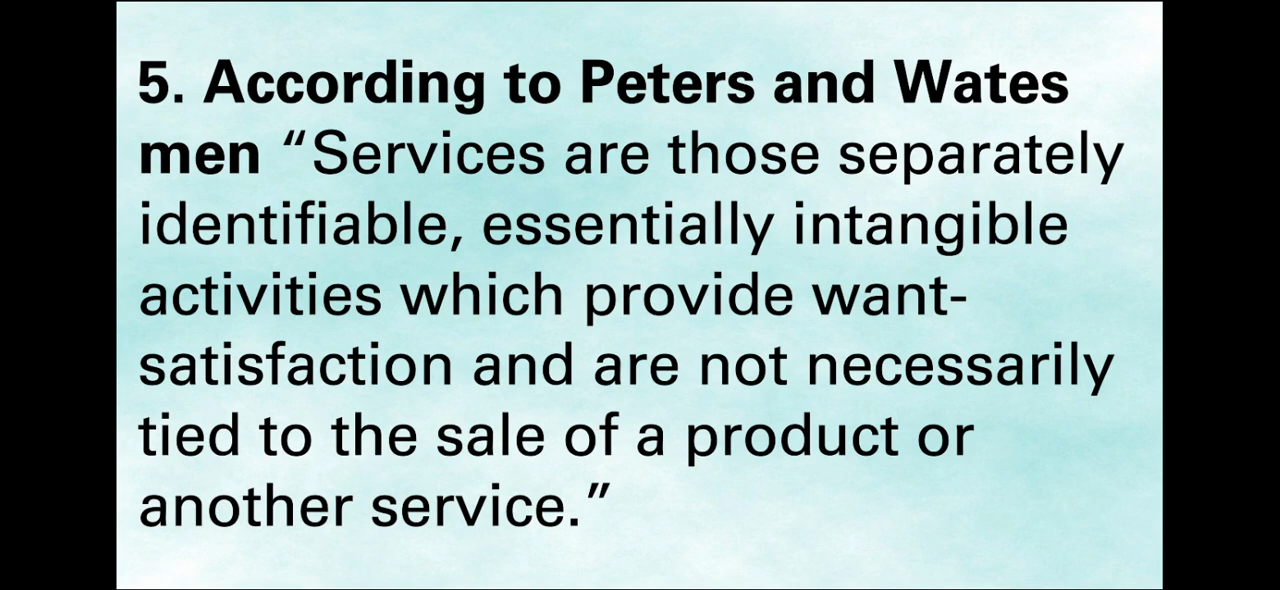 5. According to Peters and Wates
men “Services are those separately
identifiable, essentially intangible
activities which provide want-
satisfaction and are not necessarily
tied to the sale of a product or
another service.”